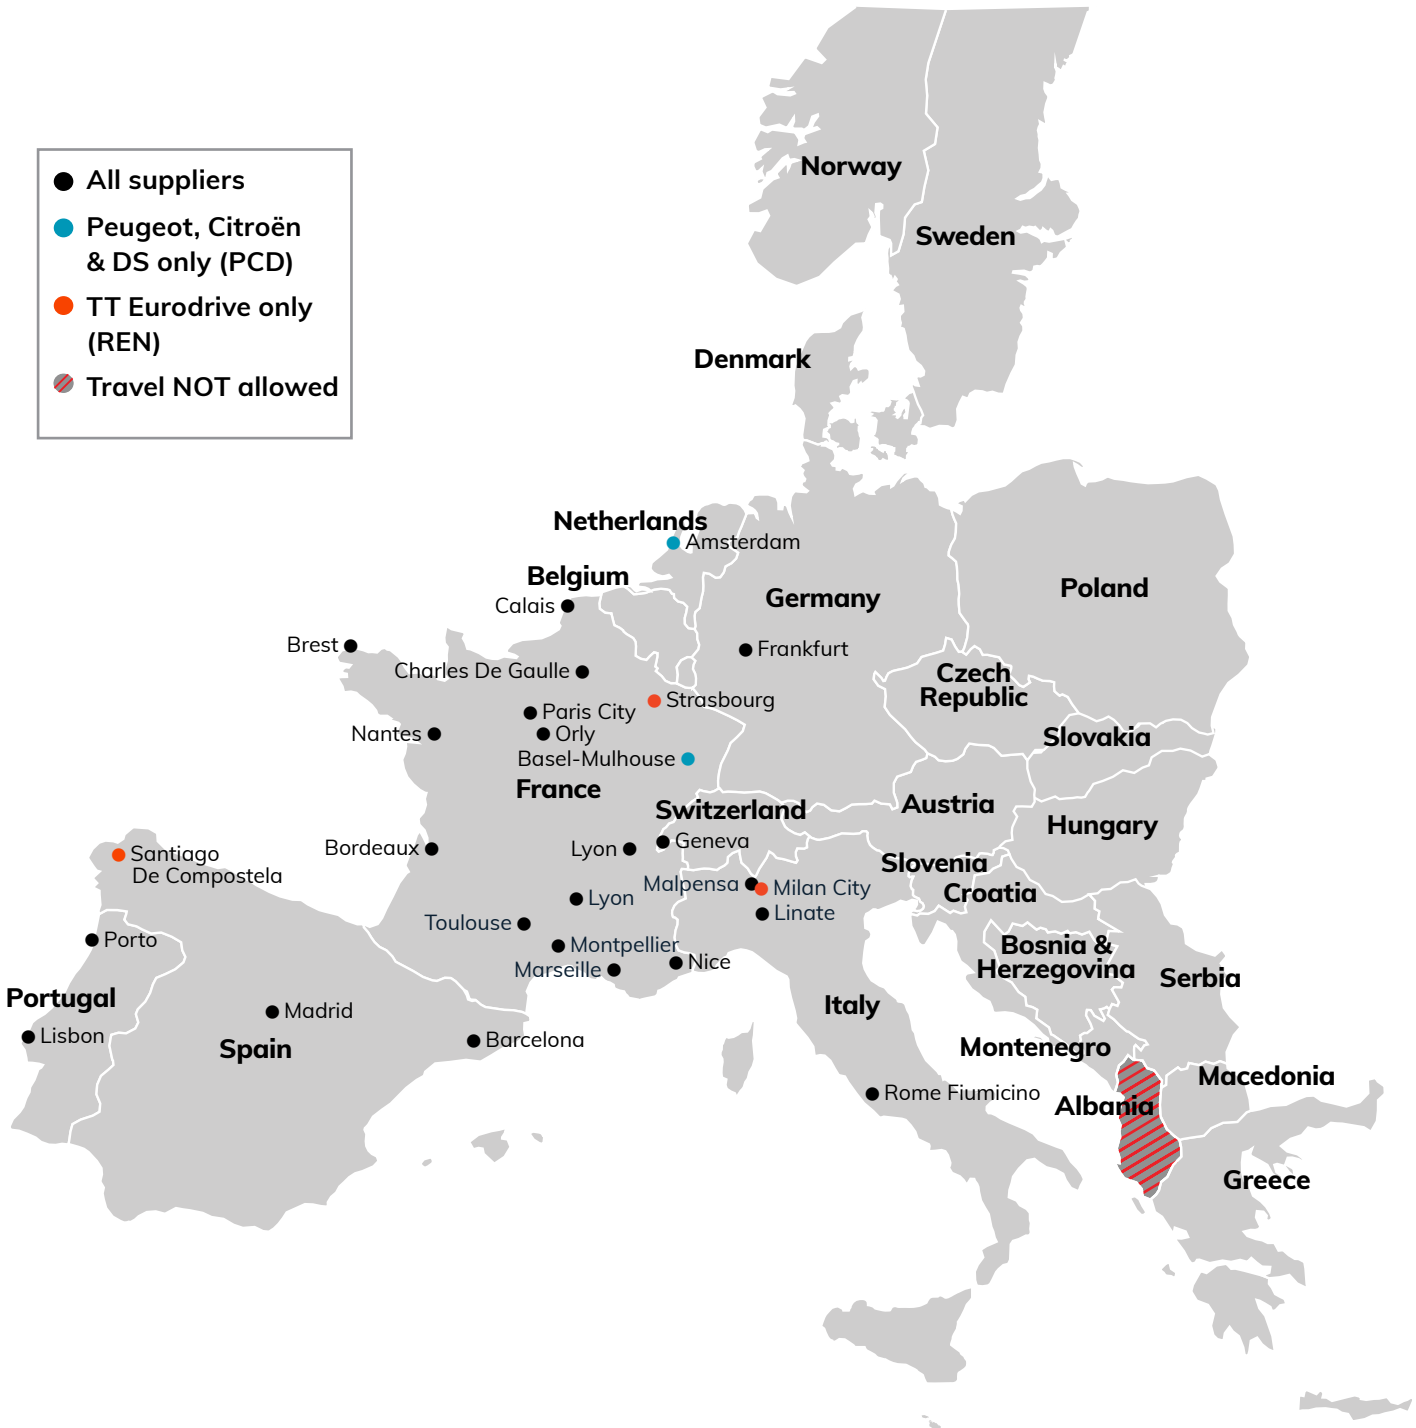 All suppliers
Peugeot, Citroën
& DS only (PCD)
TT Eurodrive only
(REN)
Travel NOT allowed
Norway
Sweden
Denmark
Netherlands
Amsterdam
Belgium
Calais
Germany
Poland
Brest
Frankfurt
Charles De Gaulle
Czech
Republic
Strasbourg
Paris City
Nantes
Orly
Slovakia
Basel-Mulhouse
France
Switzerland
Austria
Hungary
Bordeaux
Lyon
Geneva
Santiago
De Compostela
Slovenia
Malpensa
Milan City
Croatia
Lyon
Linate
Toulouse
Porto
Montpellier
Bosnia &
Herzegovina
Marseille
Nice
Serbia
Portugal
Madrid
Italy
Lisbon
Spain
Barcelona
Montenegro
Macedonia
Rome Fiumicino
Albania
Greece